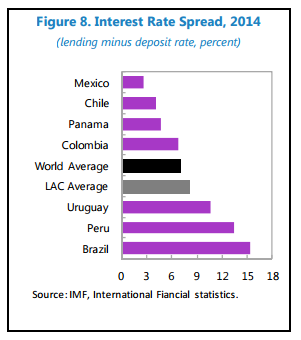 Figure 8. Interest Rate Spread, 2014
(lending minus deposit rate, percent)
Mexico
Chile
Panama
Colombia
World Average
LAC Average
Uruguay
Peru
Brazil
0 3 6 9 12 15 18
Source: IMF, International Fiancial statistics.